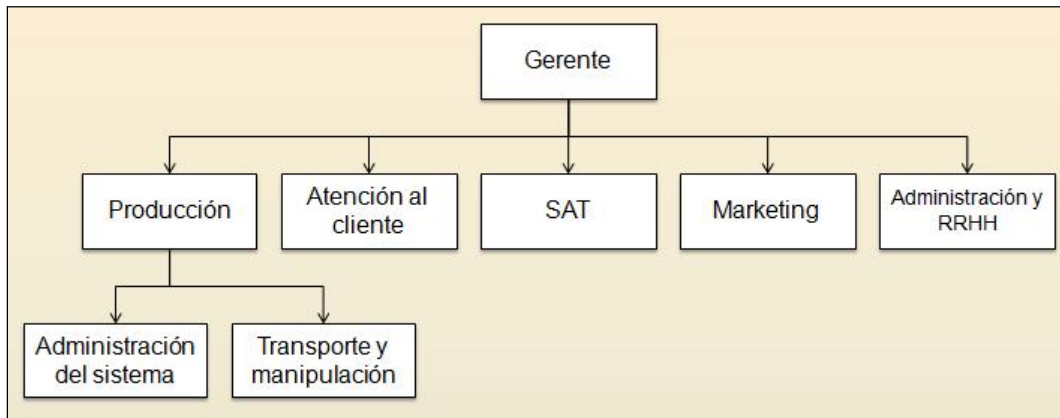 Gerente
Producción
Atención al
cliente
SAT
Marketing
Administración y
RRHH
Administración
del sistema
Transporte y
manipulación